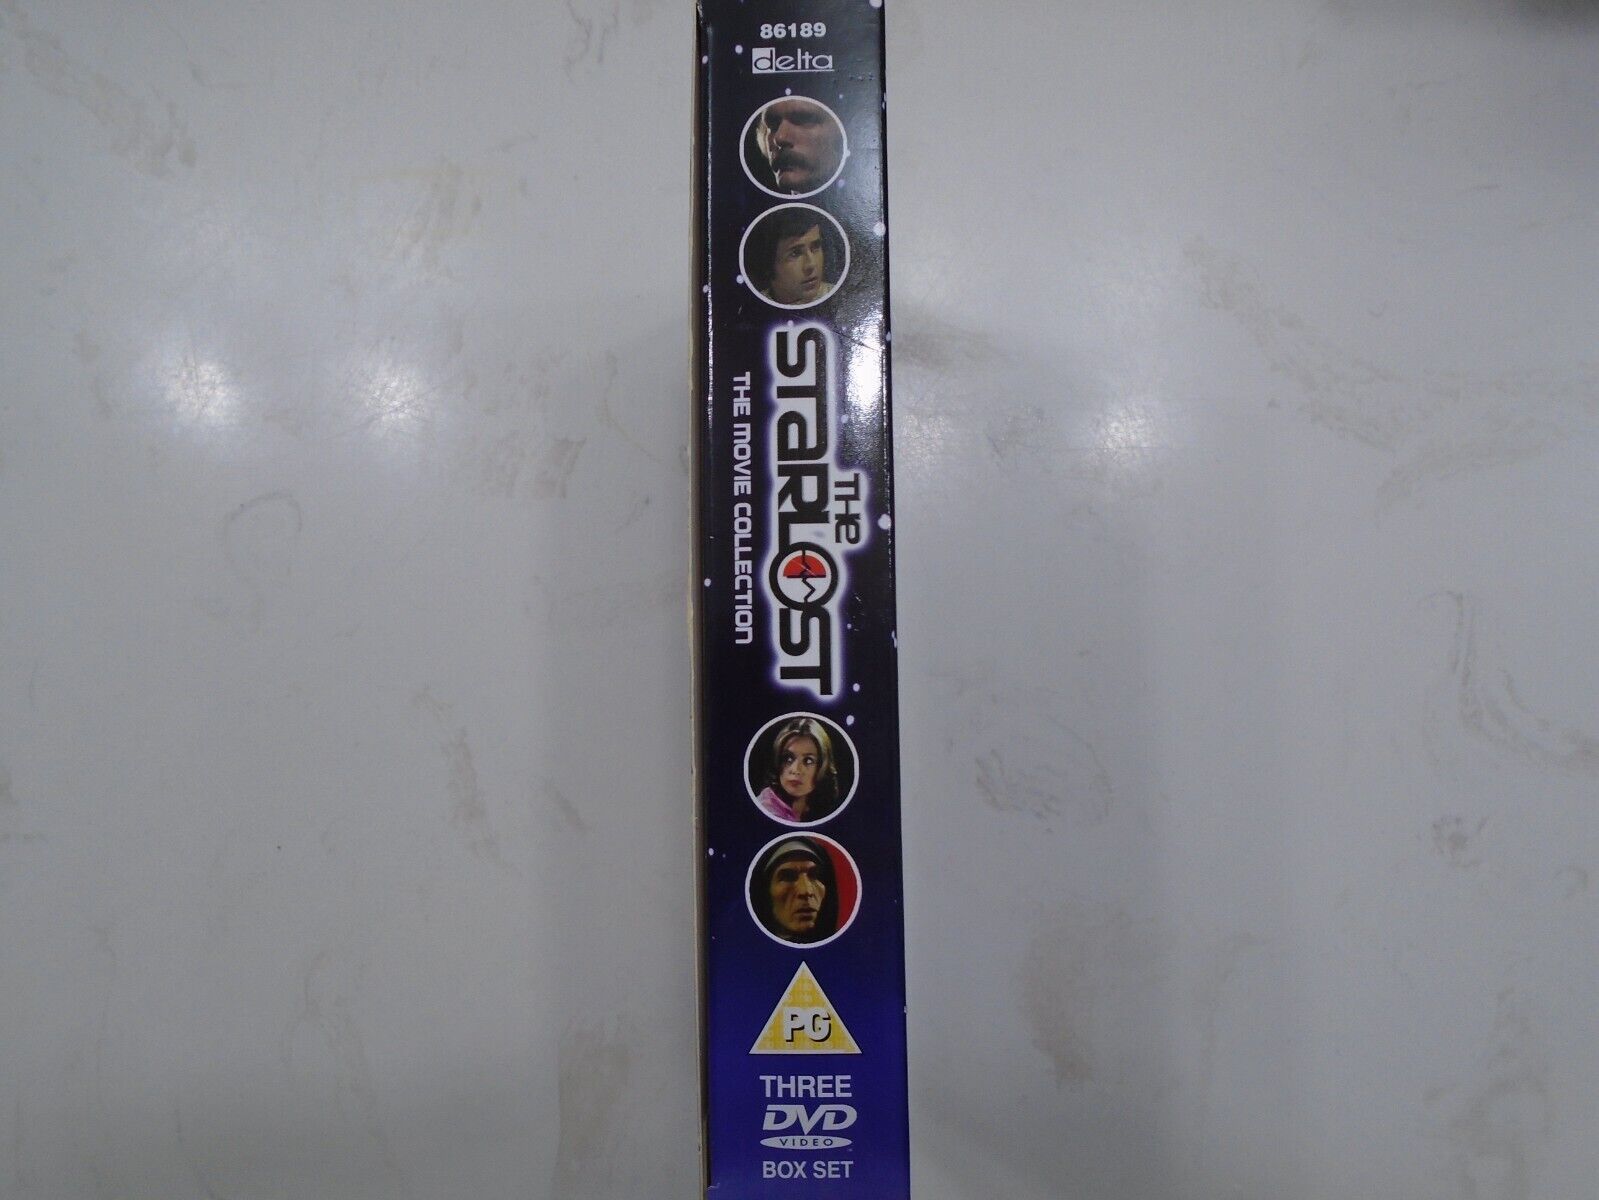 86189
delta
THE
STARLOST
THE MOVIE COLLECTION
PG
THREE
DVD
VIDEO
BOX SET